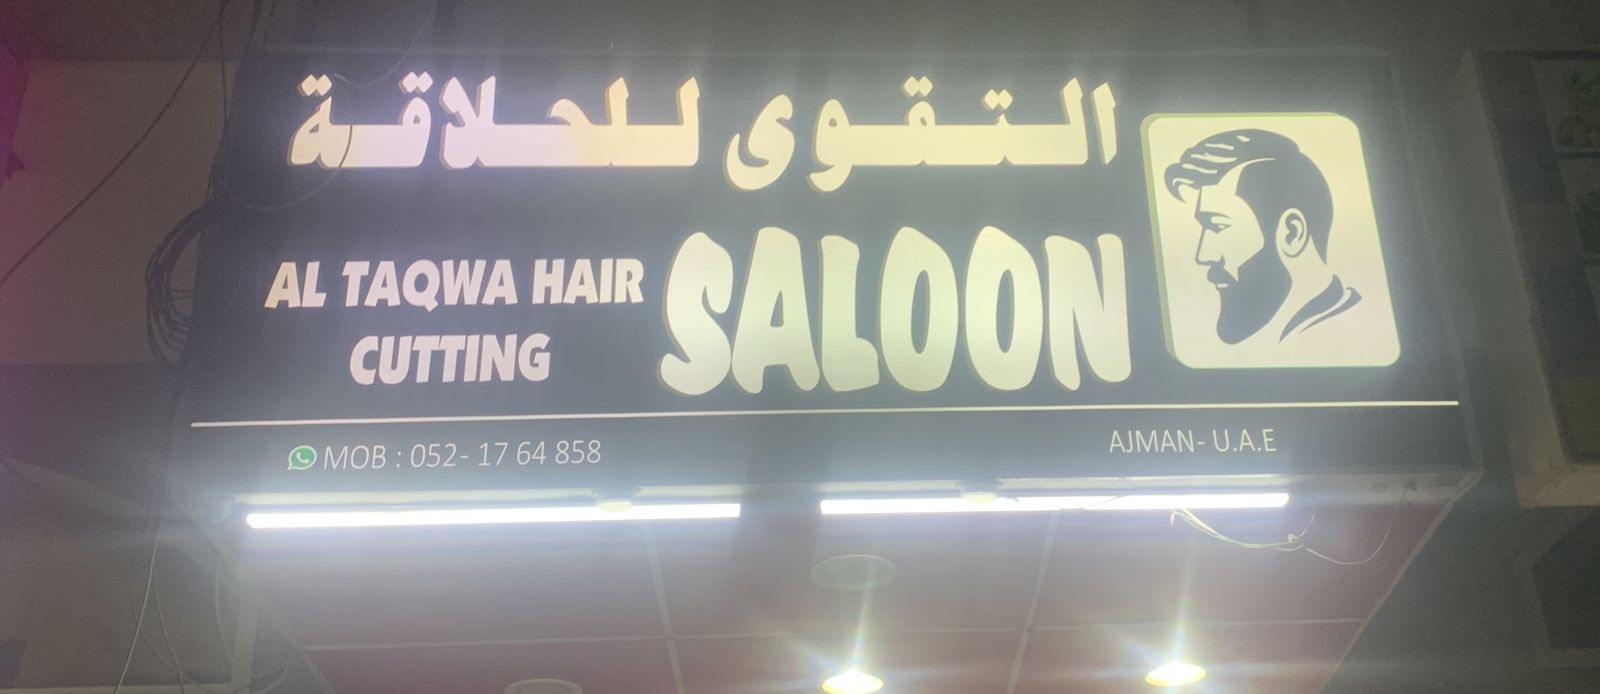 التقوى للحلاقة
AL TAQWA HAIR
CUTTING
SALOON
MOB : 052- 17 64 858
AJMAN- U.A.E